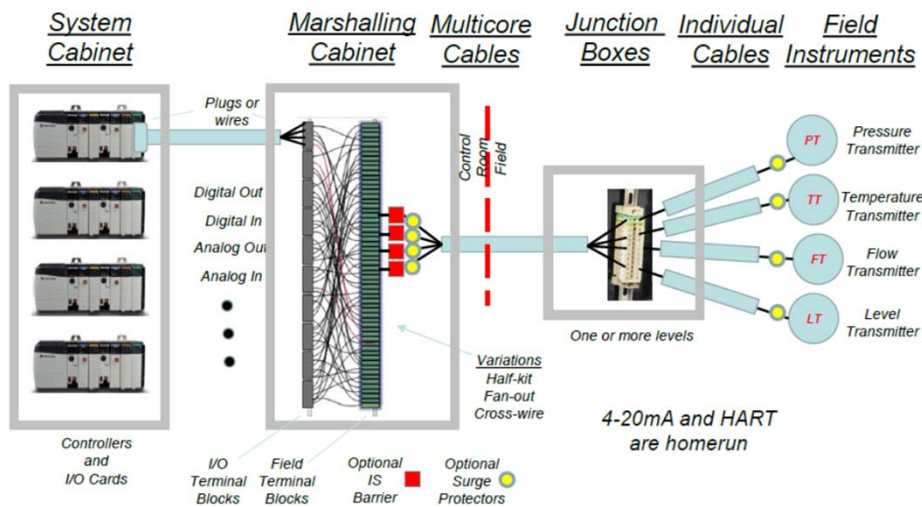 System
Cabinet
Marshalling
Cabinet
Multicore
Cables
Junction
Boxes
Individual
Cables
Field
Instruments
Plugs or
wires
Digital Out
Digital In
Analog Out
Analog In
Control
Room
Field
PT
Pressure
Transmitter
TT
Temperature
Transmitter
FT
Flow
Transmitter
LT
Level
Transmitter
One or more levels
Variations
Half-kit
Fan-out
Cross-wire
4-20mA and HART
are homerun
Controllers
and
I/O Cards
I/O
Terminal
Blocks
Field
Terminal
Blocks
Optional
IS
Barrier
Optional
Surge
Protectors